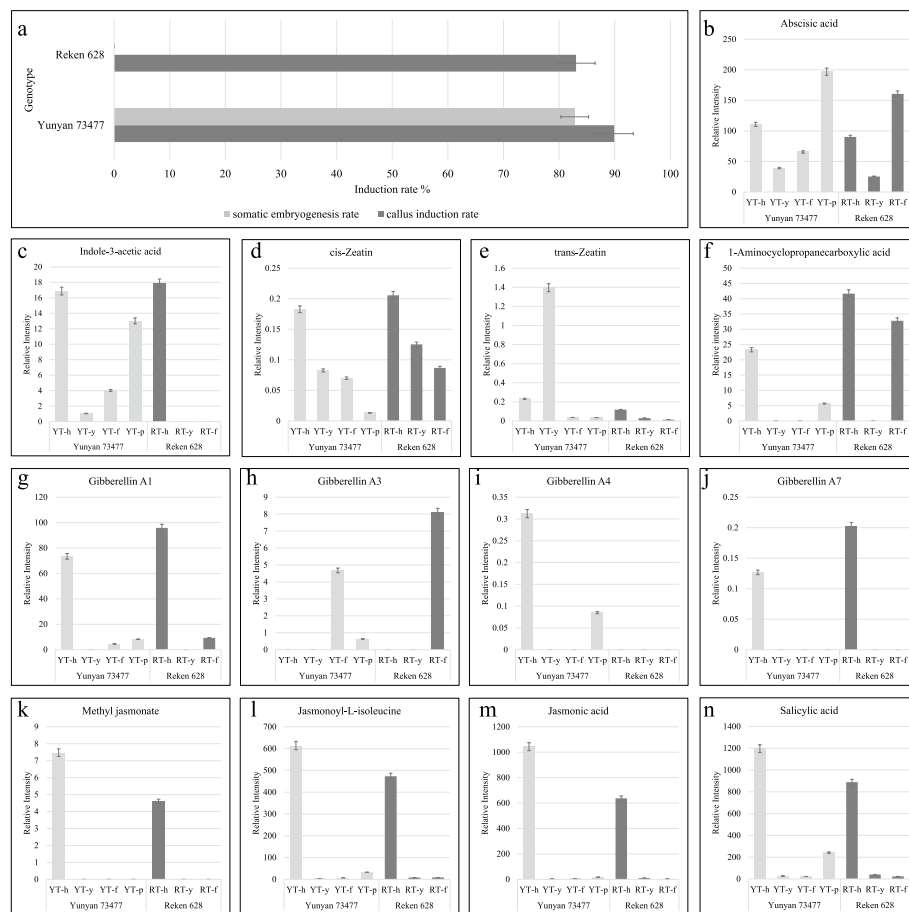 a
Genotype
Reken 628
Yunyan 73477
0 10 20 30 40 50 60 70 80 90 100
Induction rate %
somatic embryogenesis rate callus induction rate
b
Abscisic acid
Relative Intensity
250
200
150
100
50
0
YT-h YT-y YT-f YT-p RT-h RT-y RT-f
Yunyan 73477 Reken 628
c
Indole-3-acetic acid
Relative Intensity
18
16
14
12
10
8
6
4
2
0
YT-h YT-y YT-f YT-p RT-h RT-y RT-f
Yunyan 73477 Reken 628
d
cis-Zeatin
Relative Intensity
0.25
0.2
0.15
0.1
0.05
0
YT-h YT-y YT-f YT-p RT-h RT-y RT-f
Yunyan 73477 Reken 628
e
trans-Zeatin
Relative Intensity
1.6
1.4
1.2
1
0.8
0.6
0.4
0.2
0
YT-h YT-y YT-f YT-p RT-h RT-y RT-f
Yunyan 73477 Reken 628
f
1-Aminocyclopropanecarboxylic acid
Relative intensity
50
45
40
35
30
25
20
15
10
5
0
YT-h YT-y YT-f YT-p RT-h RT-y RT-f
Yunyan 73477 Reken 628
g
Gibberellin A1
Relative Intensity
120
100
80
60
40
20
0
YT-h YT-y YT-f YT-p RT-h RT-y RT-f
Yunyan 73477 Reken 628
h
Gibberellin A3
Relative Intensity
9
8
7
6
5
4
3
2
1
0
YT-h YT-y YT-f YT-p RT-h RT-y RT-f
Yunyan 73477 Reken 628
i
Gibberellin A4
Relative Intensity
0.35
0.3
0.25
0.2
0.15
0.1
0.05
0
YT-h YT-y YT-f YT-p RT-h RT-y RT-f
Yunyan 73477 Reken 628
j
Gibberellin A7
Relative Intensity
0.25
0.2
0.15
0.1
0.05
0
YT-h YT-y YT-f YT-p RT-h RT-y RT-f
Yunyan 73477 Reken 628
k
Methyl jasmonate
Relative Intensity
9
8
7
6
5
4
3
2
1
0
YT-h YT-y YT-f YT-p RT-h RT-y RT-f
Yunyan 73477 Reken 628
l
Jasmonoyl-L-isoleucine
Relative Intensity
700
600
500
400
300
200
100
0
YT-h YT-y YT-f YT-p RT-h RT-y RT-f
Yunyan 73477 Reken 628
m
Jasmonic acid
Relative Intensity
1200
1000
800
600
400
200
0
YT-h YT-y YT-f YT-p RT-h RT-y RT-f
Yunyan 73477 Reken 628
n
Salicylic acid
Relative Intensity
1400
1200
1000
800
600
400
200
0
YT-h YT-y YT-f YT-p RT-h RT-y RT-f
Yunyan 73477 Reken 628